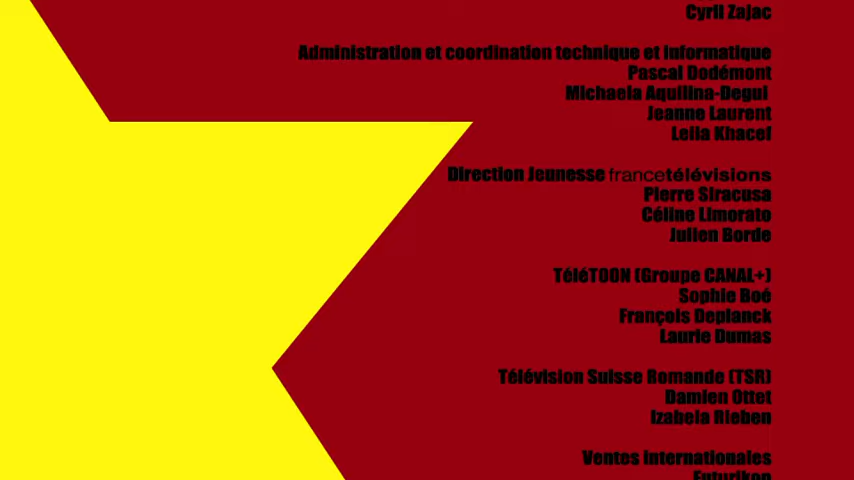 Cyril Zajac
Administration et coordination technique et informatique
Pascal Dodémont
Michaela Aquilina-Degui
Jeanne Laurent
Leila Khacef
Direction Jeunesse francetélévisions
Pierre Siracusa
Céline Limorato
Julien Borde
TéléTOON (Groupe CANAL+)
Sophie Boé
François Deplanck
Laurie Dumas
Télévision Suisse Romande (TSR)
Damien Ottet
Izabela Rieben
Ventes internationales
Futurikon